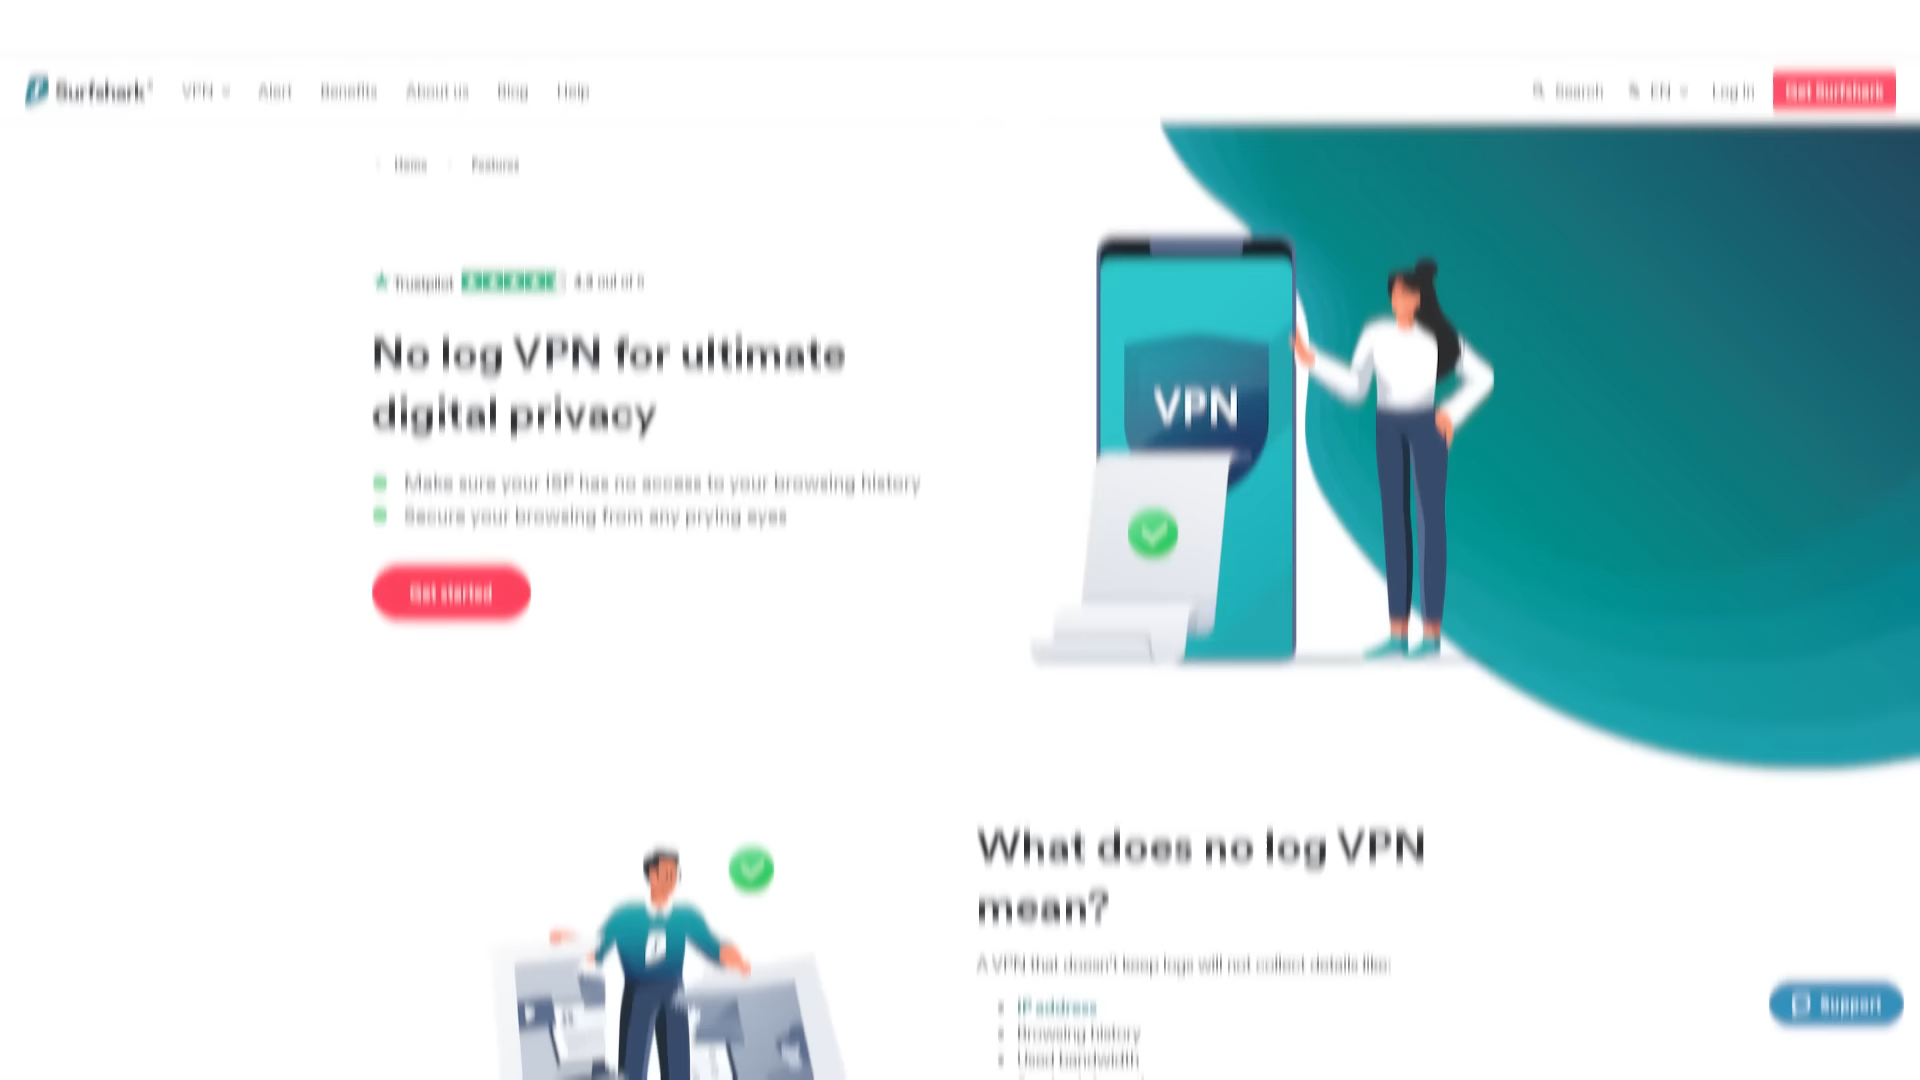 Surfshark®
VPN
Alert
Benefits
About us
Blog
Help
Search
EN
Log in
Get Surfshark
Home
Features
Trustpilot
out of 5
No log VPN for ultimate
digital privacy
VPN
Make sure your ISP has no access to your browsing history
Secure your browsing from any prying eyes
Get started
What does no log VPN
mean?
A VPN that doesn't keep logs will not collect details like:
IP address
Browsing history
Used bandwidth
Support